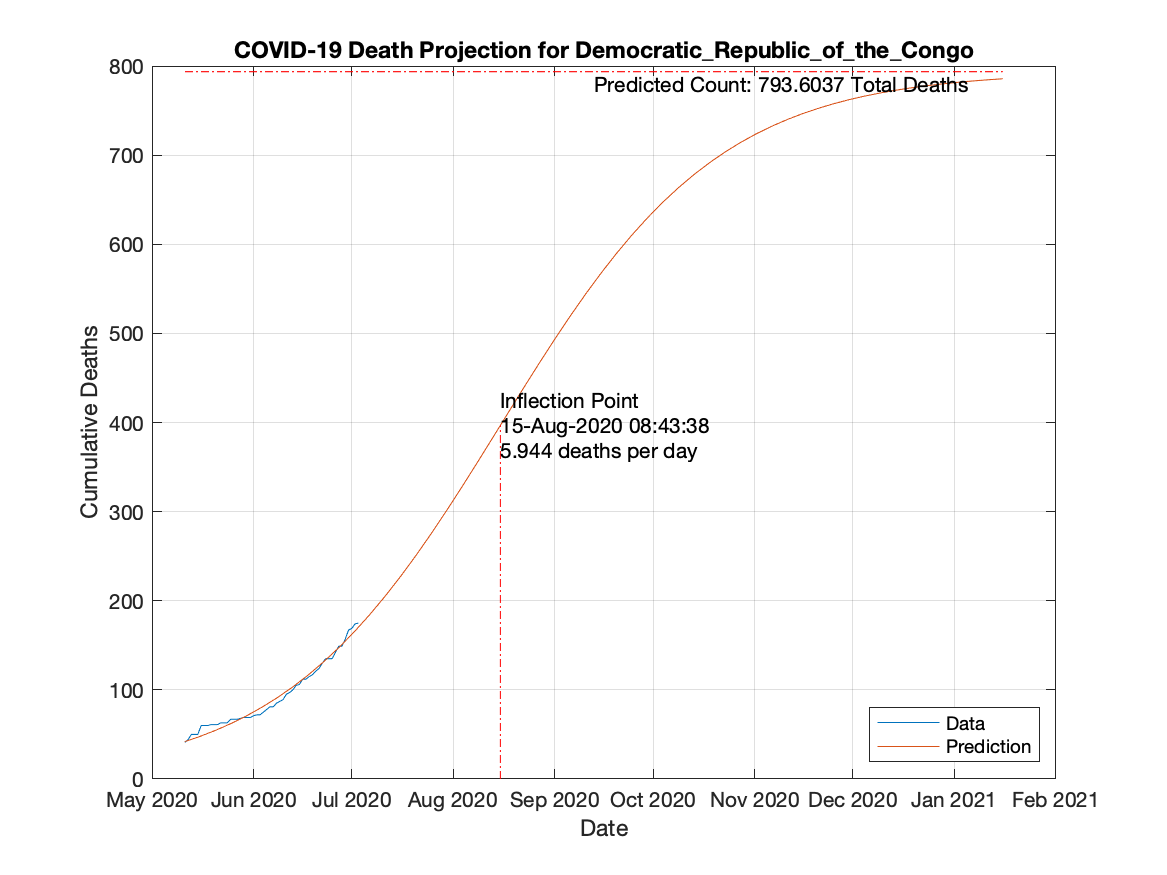 COVID-19 Death Projection for Democratic_Republic_of_the_Congo
800
Predicted Count: 793.6037 Total Deaths
700
600
500
Inflection Point
400
15-Aug-2020 08:43:38
5.944 deaths per day
300
200
100
0
Cumulative Deaths
Data
Prediction
May 2020 Jun 2020 Jul 2020 Aug 2020 Sep 2020 Oct 2020 Nov 2020 Dec 2020 Jan 2021 Feb 2021
Date